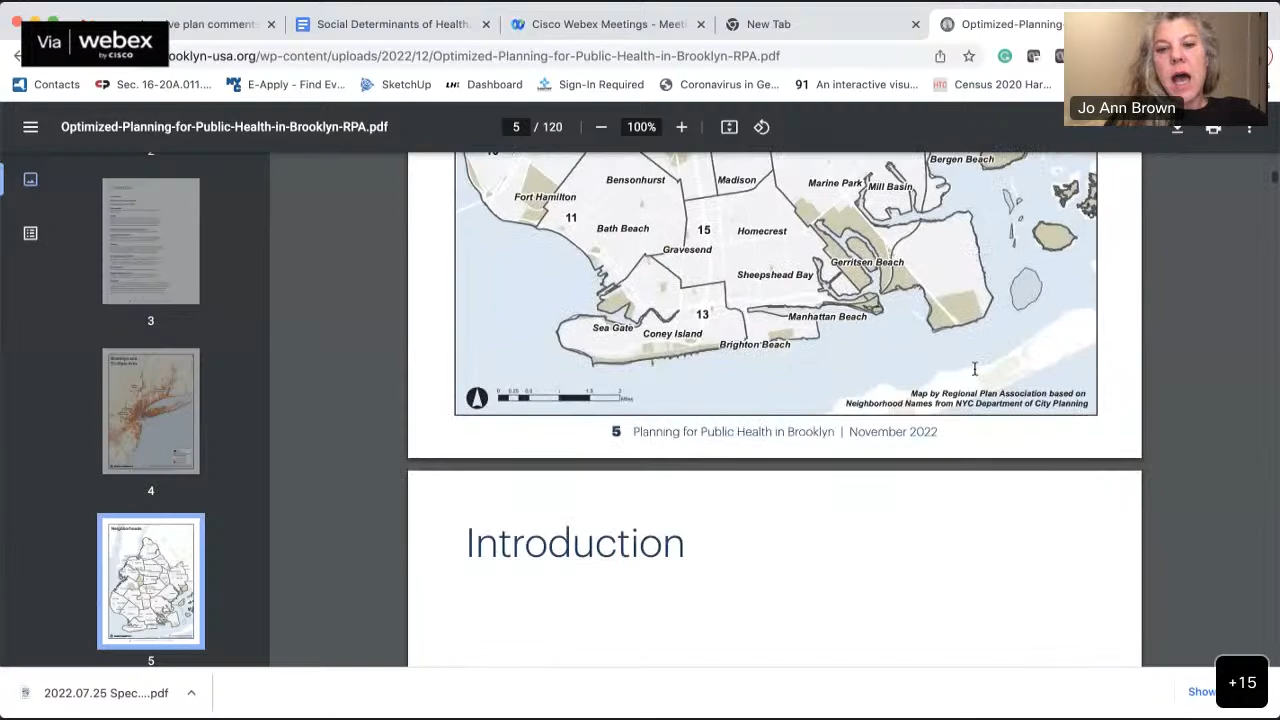 ve plan comment
Social Determinants of Health.
Cisco Webex Meetings - Meeti
New Tab
Optimized-Planning-
Via webex
by CISCO
ooklyn-usa.org/wp-content/uploads/2022/12/Optimized-Planning-for-Public-Health-in-Brooklyn-RPA.pdf
Contacts
Sec. 16-20A.011....
E-Apply - Find Ev...
SketchUp
Dashboard
Sign-In Required
Coronavirus in Ge...
91 An interactive visu...
HTC Census 2020 Har...
Jo Ann Brown
Optimized-Planning-for-Public-Health-in-Brooklyn-RPA.pdf
5 / 120
100%
Bergen Beach
Bensonhurst
Madison
Marine Park
Mill Basin
Fort Hamilton
11
Bath Beach
15
Homecrest
Gravesend
Gerritsen Beach
Sheepshead Bay
13
Manhattan Beach
Sea Gate
Coney Island
Brighton Beach
Miles
Map by Regional Plan Association based on
Neighborhood Names from NYC Department of City Planning
5 Planning for Public Health in Brooklyn | November 2022
Introduction
3
4
Neighborhoods
5
2022.07.25 Spec....pdf
Show
+15